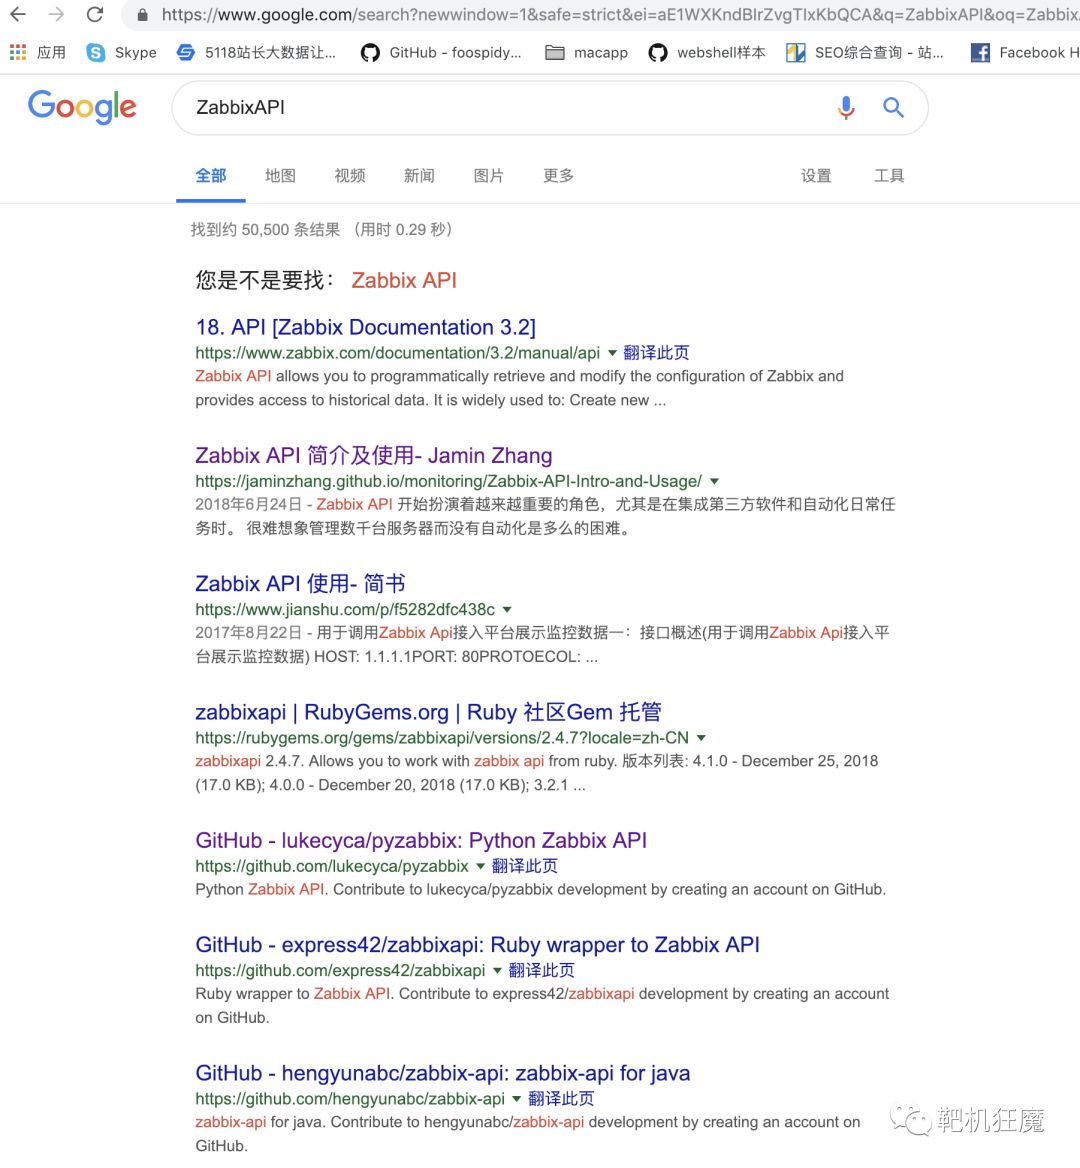 https://www.google.com/search?newwindow=1&safe=strict&ei=aE1WXKndBIrZvgTIxKbQCA&q=ZabbixAPI&oq=Zabbix
应用 Skype 5118站长大数据让... GitHub - foospidy... macapp webshell样本 SEO综合查询 - 站... Facebook H
Google ZabbixAPI
全部 地图 视频 新闻 图片 更多 设置 工具
找到约 50,500 条结果 （用时 0.29 秒）
您是不是要找： Zabbix API
18. API [Zabbix Documentation 3.2]
https://www.zabbix.com/documentation/3.2/manual/api 翻译此页
Zabbix API allows you to programmatically retrieve and modify the configuration of Zabbix and
provides access to historical data. It is widely used to: Create new ...
Zabbix API 简介及使用- Jamin Zhang
https://jaminzhang.github.io/monitoring/Zabbix-API-Intro-and-Usage/
2018年6月24日 - Zabbix API 开始扮演着越来越重要的角色，尤其是在集成第三方软件和自动化日常任
务时。 很难想象管理数千台服务器而没有自动化是多么的困难。
Zabbix API 使用- 简书
https://www.jianshu.com/p/f5282dfc438c
2017年8月22日 - 用于调用Zabbix Api接入平台展示监控数据一：接口概述(用于调用Zabbix Api接入平
台展示监控数据) HOST: 1.1.1.1PORT: 80PROTOECOL: ...
zabbixapi | RubyGems.org | Ruby 社区Gem 托管
https://rubygems.org/gems/zabbixapi/versions/2.4.7?locale=zh-CN
zabbixapi 2.4.7. Allows you to work with zabbix api from ruby. 版本列表: 4.1.0 - December 25, 2018
(17.0 KB); 4.0.0 - December 20, 2018 (17.0 KB); 3.2.1 ...
GitHub - lukecyca/pyzabbix: Python Zabbix API
https://github.com/lukecyca/pyzabbix 翻译此页
Python Zabbix API. Contribute to lukecyca/pyzabbix development by creating an account on GitHub.
GitHub - express42/zabbixapi: Ruby wrapper to Zabbix API
https://github.com/express42/zabbixapi 翻译此页
Ruby wrapper to Zabbix API. Contribute to express42/zabbixapi development by creating an account
on GitHub.
GitHub - hengyunabc/zabbix-api: zabbix-api for java
https://github.com/hengyunabc/zabbix-api 翻译此页
zabbix-api for java. Contribute to hengyunabc/zabbix-api development by creating an account on
GitHub.
靶机狂魔